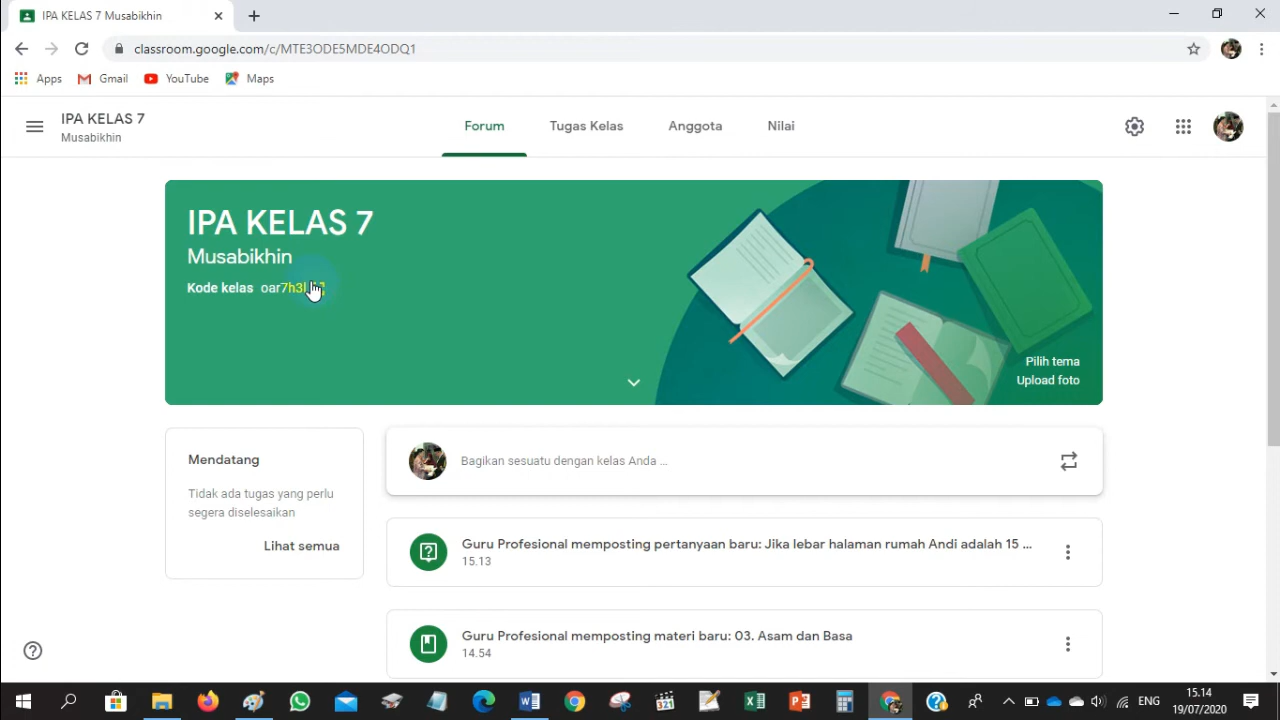 IPA KELAS 7 Musabikhin
classroom.google.com/c/MTE3ODE5MDE4ODQ1
Apps Gmail YouTube Maps
IPA KELAS 7
Musabikhin
Forum Tugas Kelas Anggota Nilai
IPA KELAS 7
Musabikhin
Kode kelas
Pilih tema
Upload foto
Mendatang
Tidak ada tugas yang perlu
segera diselesaikan
Lihat semua
Bagikan sesuatu dengan kelas Anda ...
Guru Profesional memposting pertanyaan baru: Jika lebar halaman rumah Andi adalah 15 ...
15.13
Guru Profesional memposting materi baru: 03. Asam dan Basa
14.54
ENG
15.14
19/07/2020